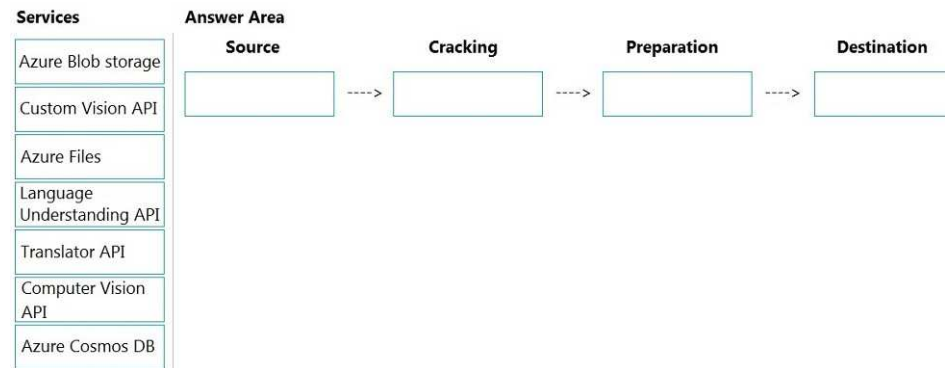 Services
Answer Area
Source
Cracking
Preparation
Destination
Azure Blob storage
Custom Vision API
Azure Files
Language
Understanding API
Translator API
Computer Vision
API
Azure Cosmos DB
---->
---->
---->